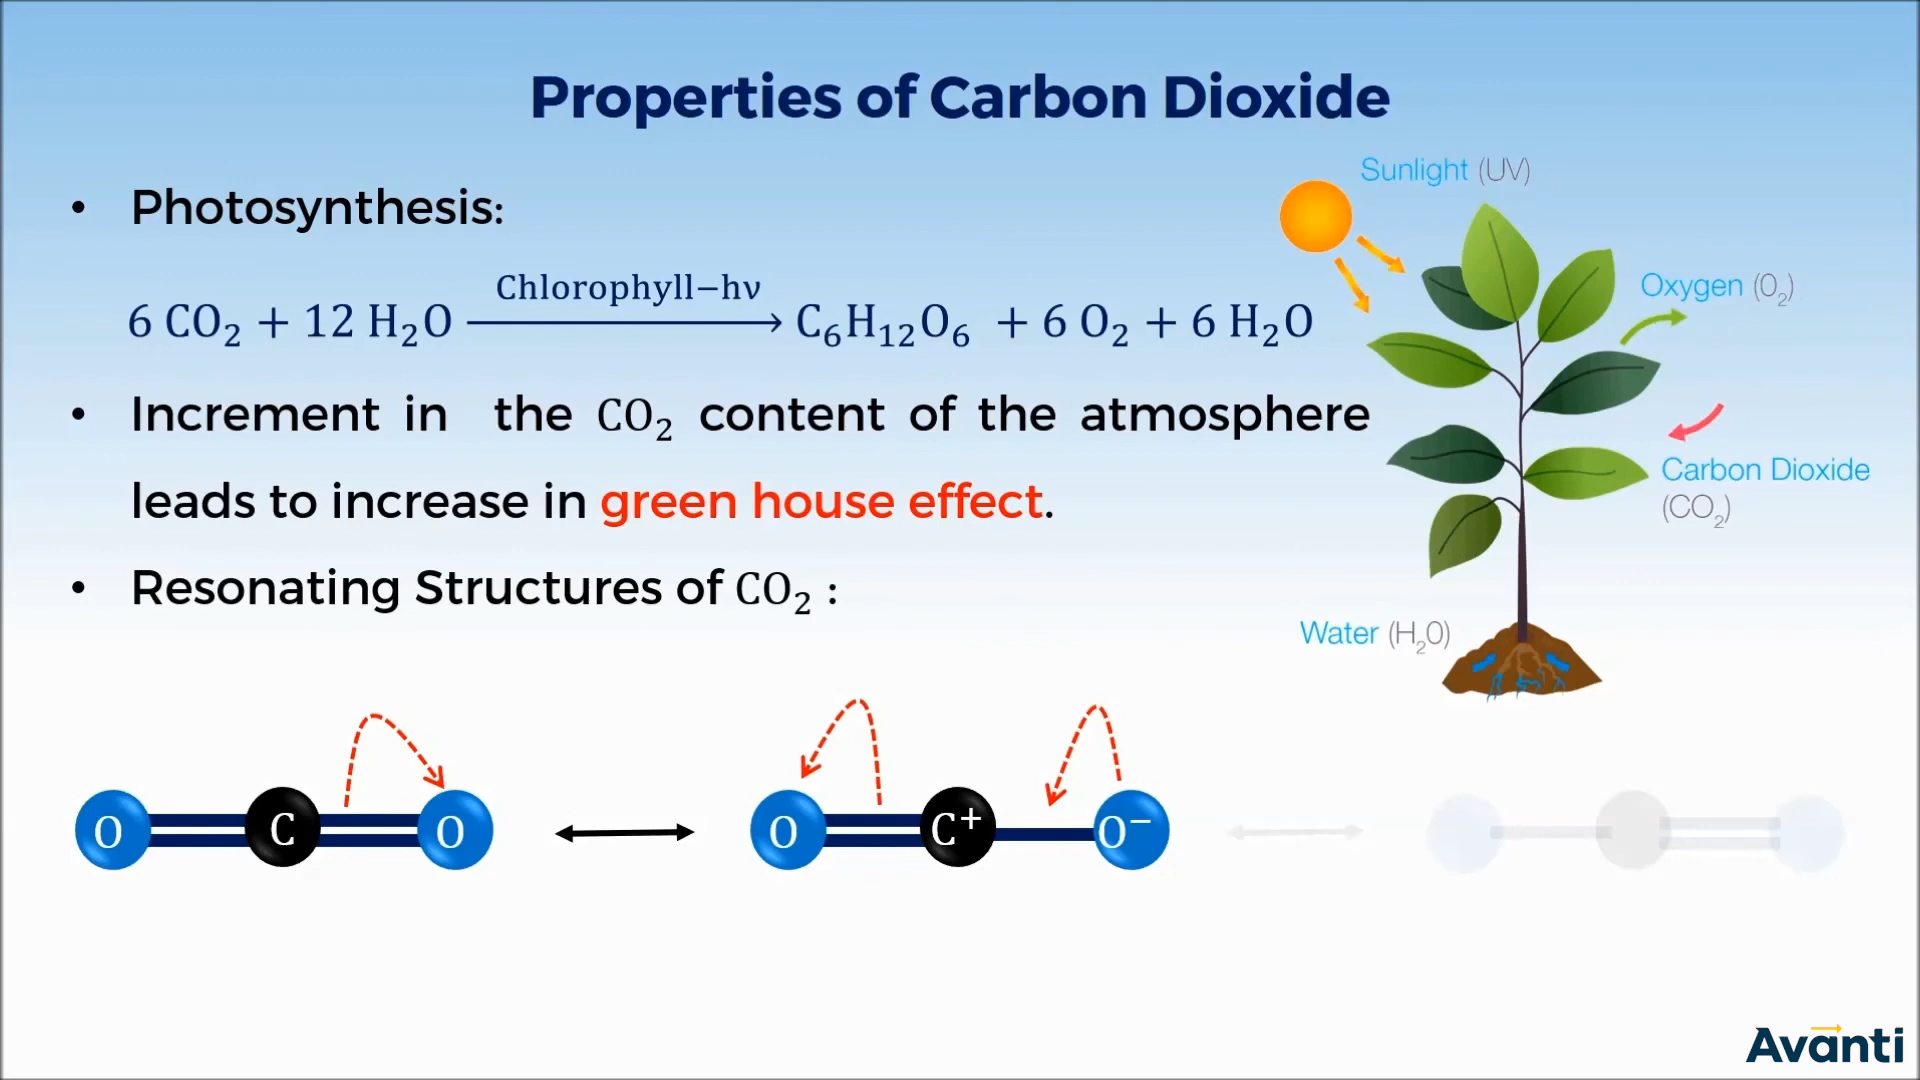 Properties of Carbon Dioxide
Sunlight (UV)
• Photosynthesis:
Chlorophyll−hν
6 CO₂ + 12 H₂O ⟶ C₆H₁₂O₆ + 6 O₂ + 6 H₂O
Oxygen (O₂)
• Increment in the CO₂ content of the atmosphere
leads to increase in green house effect.
Carbon Dioxide
(CO₂)
• Resonating Structures of CO₂ :
Water (H₂O)
O C O
O C⁺ O⁻
Avanti